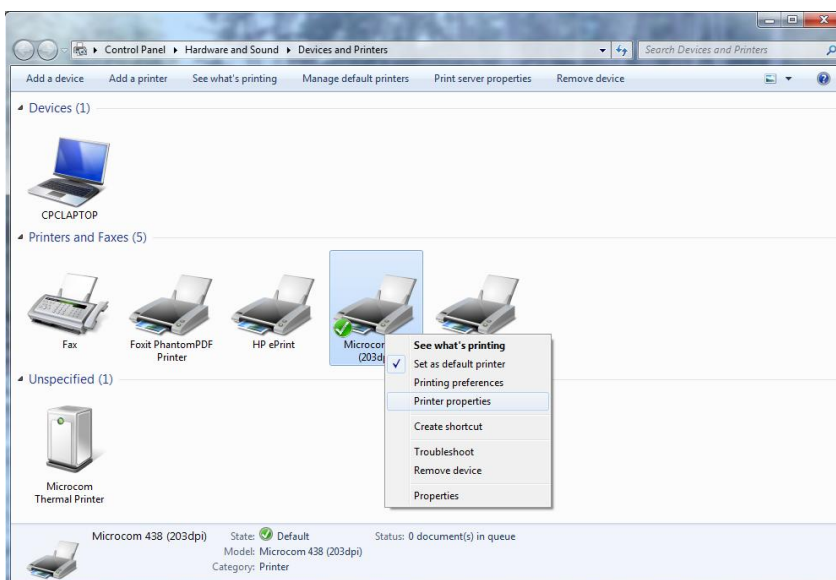 Control Panel ▸ Hardware and Sound ▸ Devices and Printers
Search Devices and Printers
Add a device Add a printer See what's printing Manage default printers Print server properties Remove device
Devices (1)
CPCLAPTOP
Printers and Faxes (5)
Fax
Foxit PhantomPDF
Printer
HP ePrint
(203d
See what's printing
Set as default printer
Printing preferences
Printer properties
Create shortcut
Troubleshoot
Remove device
Properties
Unspecified (1)
Microcom
Thermal Printer
Microcom 438 (203dpi) State: Default Status: 0 document(s) in queue
Model: Microcom 438 (203dpi)
Category: Printer